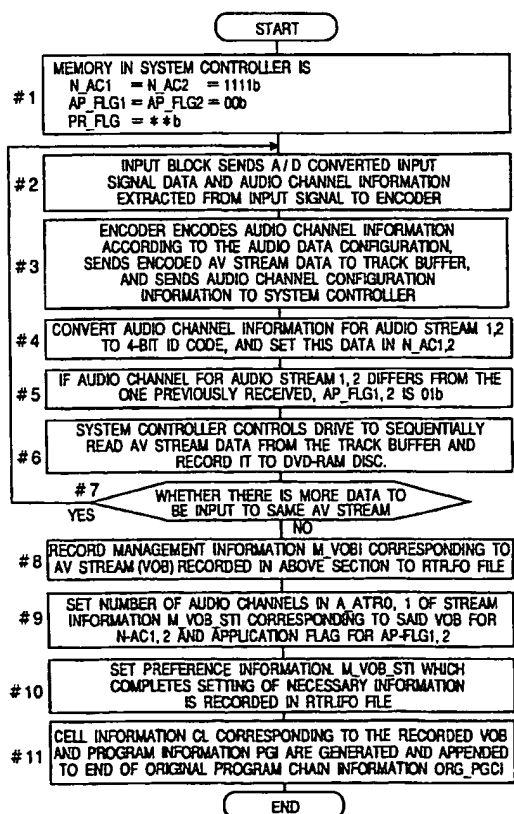 START
#1
MEMORY IN SYSTEM CONTROLLER IS
N_AC1 = N_AC2 = 1111b
AP_FLG1 = AP_FLG2 = 00b
PR_FLG = **b
#2
INPUT BLOCK SENDS A/D CONVERTED INPUT
SIGNAL DATA AND AUDIO CHANNEL INFORMATION
EXTRACTED FROM INPUT SIGNAL TO ENCODER
#3
ENCODER ENCODES AUDIO CHANNEL INFORMATION
ACCORDING TO THE AUDIO DATA CONFIGURATION,
SENDS ENCODED AV STREAM DATA TO TRACK BUFFER,
AND SENDS AUDIO CHANNEL CONFIGURATION
INFORMATION TO SYSTEM CONTROLLER
#4
CONVERT AUDIO CHANNEL INFORMATION FOR AUDIO STREAM 1,2
TO 4-BIT ID CODE, AND SET THIS DATA IN N_AC1,2
#5
IF AUDIO CHANNEL FOR AUDIO STREAM 1, 2 DIFFERS FROM THE
ONE PREVIOUSLY RECEIVED, AP_FLG1, 2 IS 01b
#6
SYSTEM CONTROLLER CONTROLS DRIVE TO SEQUENTIALLY
READ AV STREAM DATA FROM THE TRACK BUFFER AND
RECORD IT TO DVD-RAM DISC.
#7
YES
WHETHER THERE IS MORE DATA TO
BE INPUT TO SAME AV STREAM
NO
#8
RECORD MANAGEMENT INFORMATION M_VOBI CORRESPONDING TO
AV STREAM (VOB) RECORDED IN ABOVE SECTION TO RTR.IFO FILE
#9
SET NUMBER OF AUDIO CHANNELS IN A_ATR0, 1 OF STREAM
INFORMATION M_VOB_STI CORRESPONDING TO SAID VOB FOR
N-AC1, 2 AND APPLICATION FLAG FOR AP-FLG1, 2
#10
SET PREFERENCE INFORMATION. M_VOB_STI WHICH
COMPLETES SETTING OF NECESSARY INFORMATION
IS RECORDED IN RTR.IFO FILE
#11
CELL INFORMATION CL CORRESPONDING TO THE RECORDED VOB
AND PROGRAM INFORMATION PGI ARE GENERATED AND APPENDED
TO END OF ORIGINAL PROGRAM CHAIN INFORMATION ORG_PGCI
END